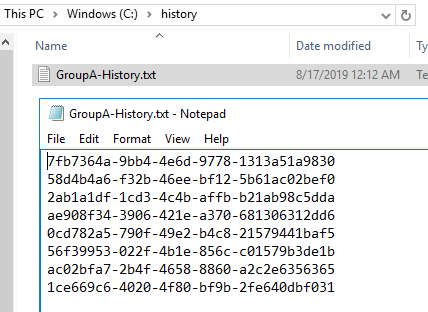 This PC > Windows (C:) > history
Name Date modified Ty
GroupA-History.txt 8/17/2019 12:12 AM Te
GroupA-History.txt - Notepad
File Edit Format View Help
7fb7364a-9bb4-4e6d-9778-1313a51a9830
58d4b4a6-f32b-46ee-bf12-5b61ac02bef0
2ab1a1df-1cd3-4c4b-affb-b21ab98c5dda
ae908f34-3906-421e-a370-681306312dd6
0cd782a5-790f-49e2-b4c8-21579441baf5
56f39953-022f-4b1e-856c-c01579b3de1b
ac02bfa7-2b4f-4658-8860-a2c2e6356365
1ce669c6-4020-4f80-bf9b-2fe640dbf031